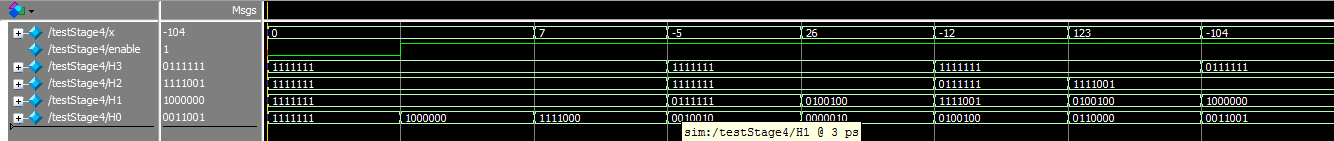 Msgs
/testStage4/x -104 0 7 -5 26 -12 123 -104
/testStage4/enable 1
/testStage4/H3 0111111 1111111 1111111 1111111 0111111
/testStage4/H2 1111001 1111111 1111111 0111111 1111001
/testStage4/H1 1000000 1111111 0111111 0100100 1111001 0100100 1000000
/testStage4/H0 0011001 1111111 1000000 1111000 0010010 0000010 0100100 0110000 0011001
sim:/testStage4/H1 @ 3 ps